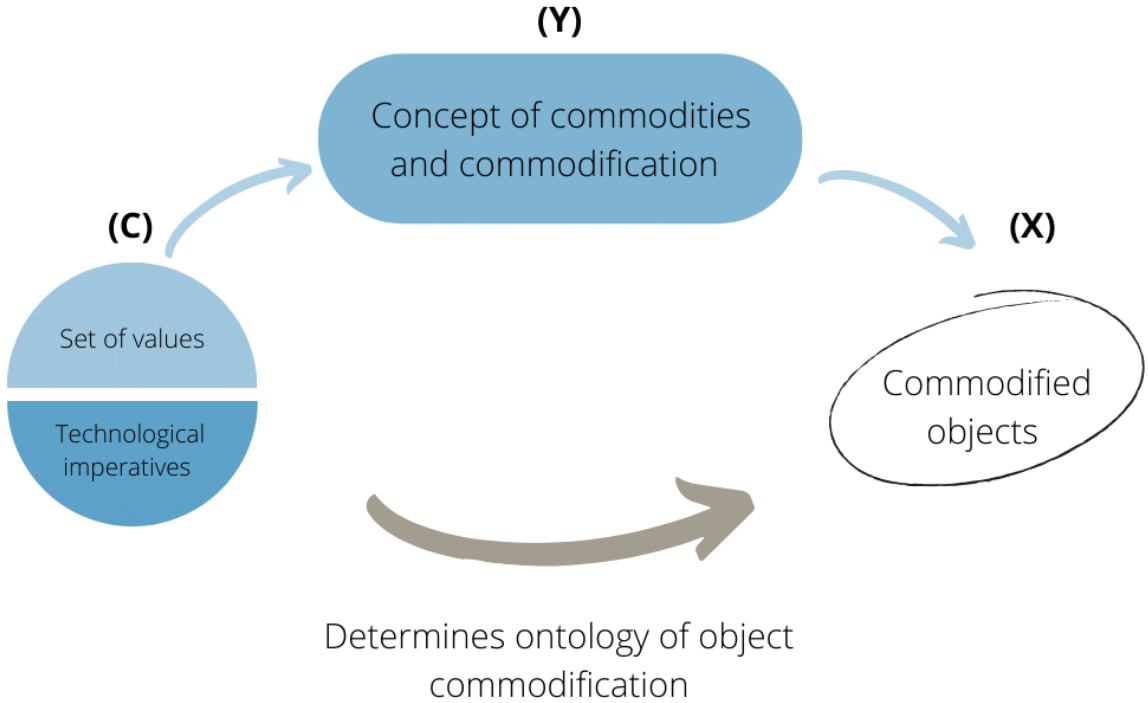 (Y)
Concept of commodities
and commodification
(C)
(X)
Set of values
Technological
imperatives
Commodified
objects
Determines ontology of object
commodification